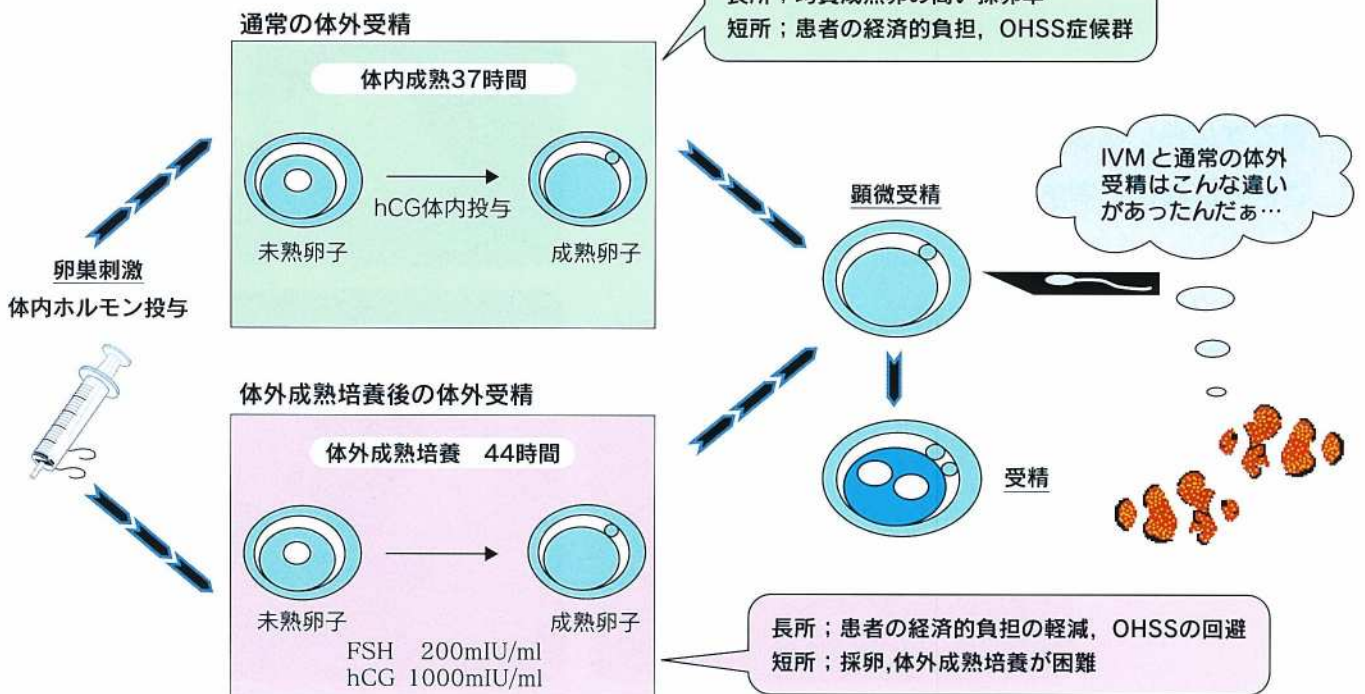 通常の体外受精
短所；患者の経済的負担，OHSS症候群
体内成熟37時間
hCG体内投与
未熟卵子
成熟卵子
卵巣刺激
体内ホルモン投与
顕微受精
IVMと通常の体外
受精はこんな違い
があったんだぁ…
受精
体外成熟培養後の体外受精
体外成熟培養　44時間
未熟卵子
成熟卵子
FSH　200mIU/ml
hCG 1000mIU/ml
長所；患者の経済的負担の軽減，OHSSの回避
短所；採卵,体外成熟培養が困難